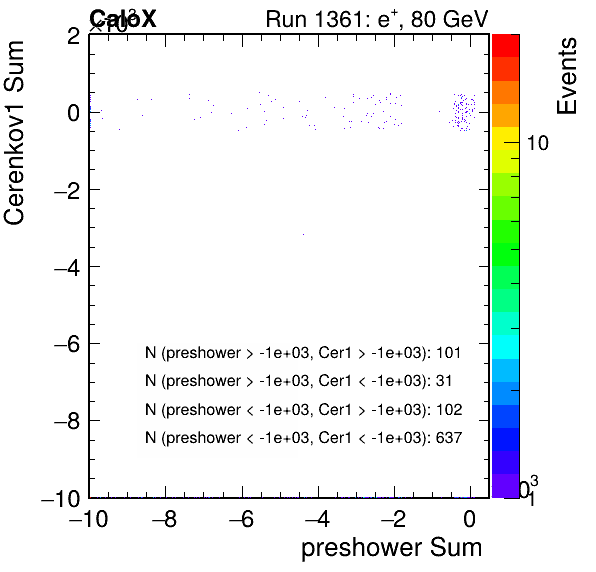 CaloX
×10³
Run 1361: e⁺, 80 GeV
Cerenkov1 Sum
Events
2
0
−2
−4
−6
−8
−10
10
1
N (preshower > -1e+03, Cer1 > -1e+03): 101
N (preshower > -1e+03, Cer1 < -1e+03): 31
N (preshower < -1e+03, Cer1 > -1e+03): 102
N (preshower < -1e+03, Cer1 < -1e+03): 637
−10 −8 −6 −4 −2 0
preshower Sum